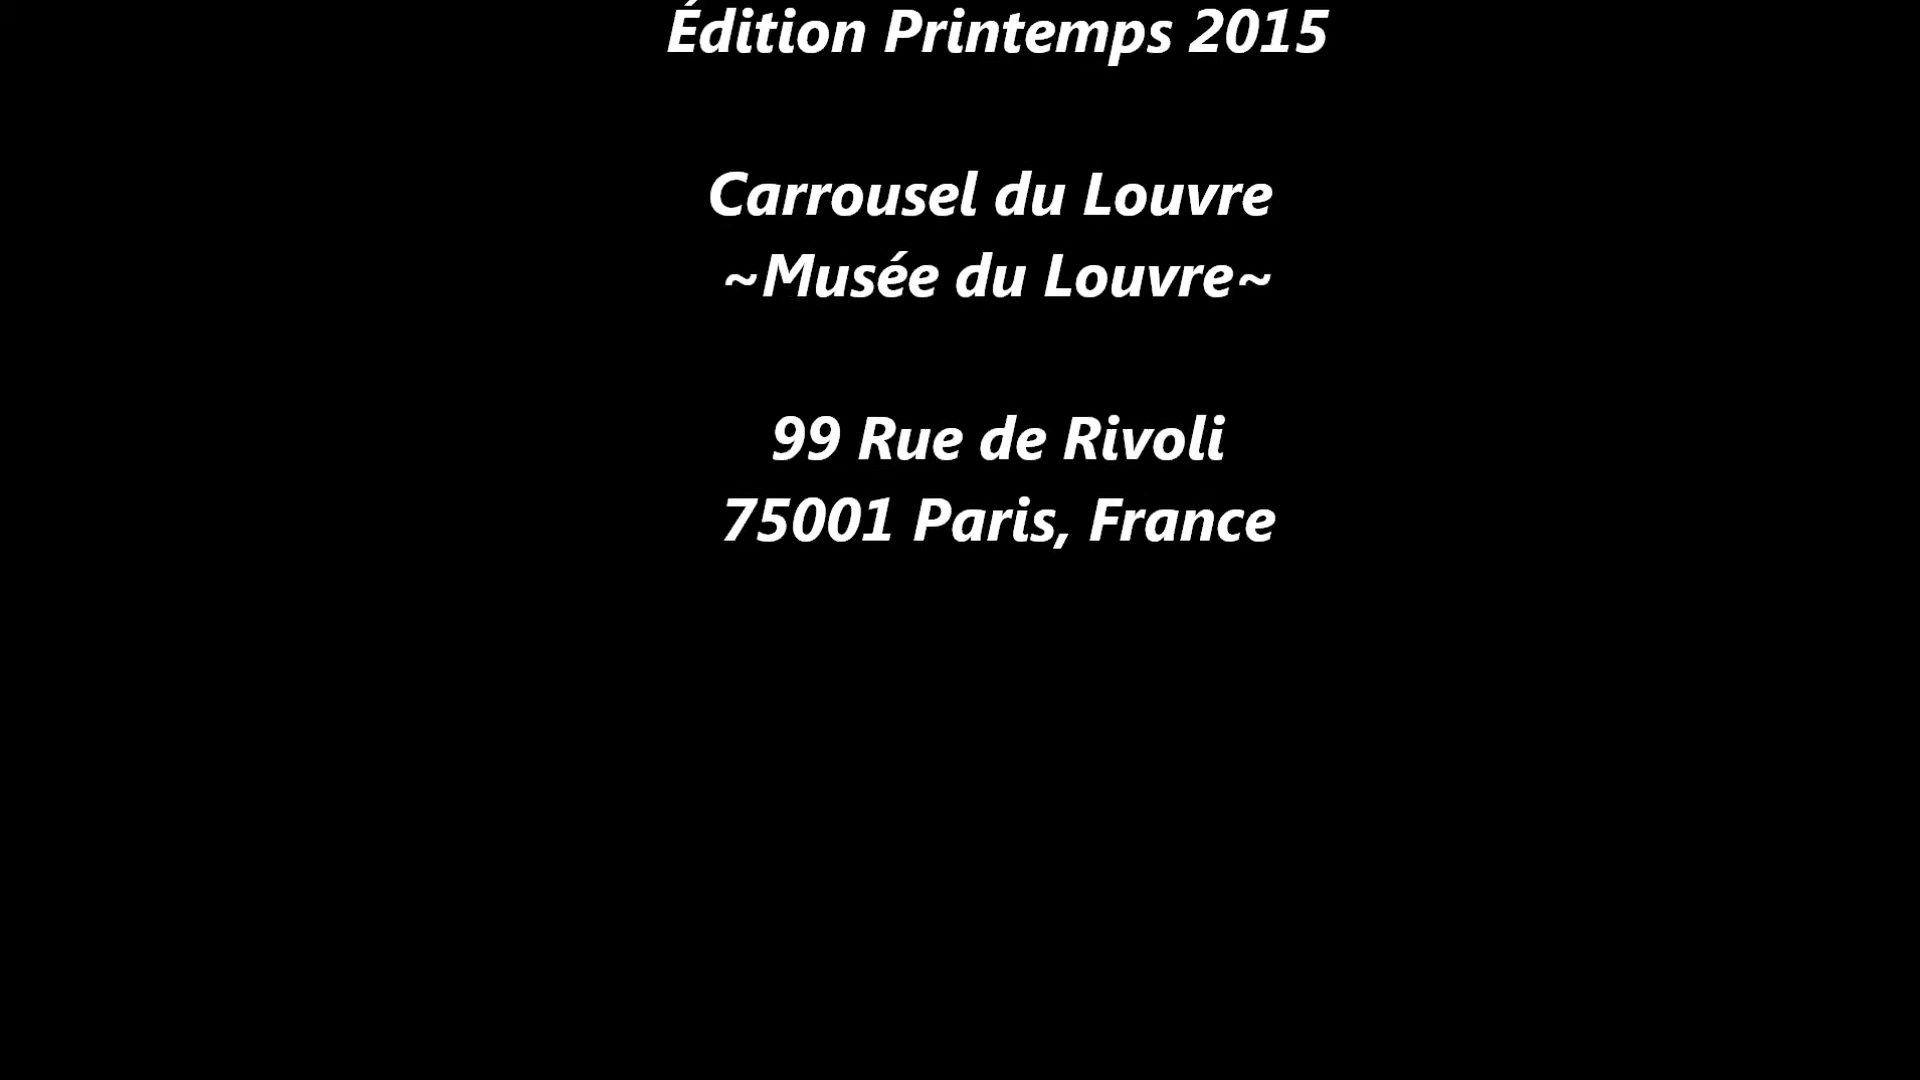 Édition Printemps 2015
Carrousel du Louvre
~Musée du Louvre~
99 Rue de Rivoli
75001 Paris, France